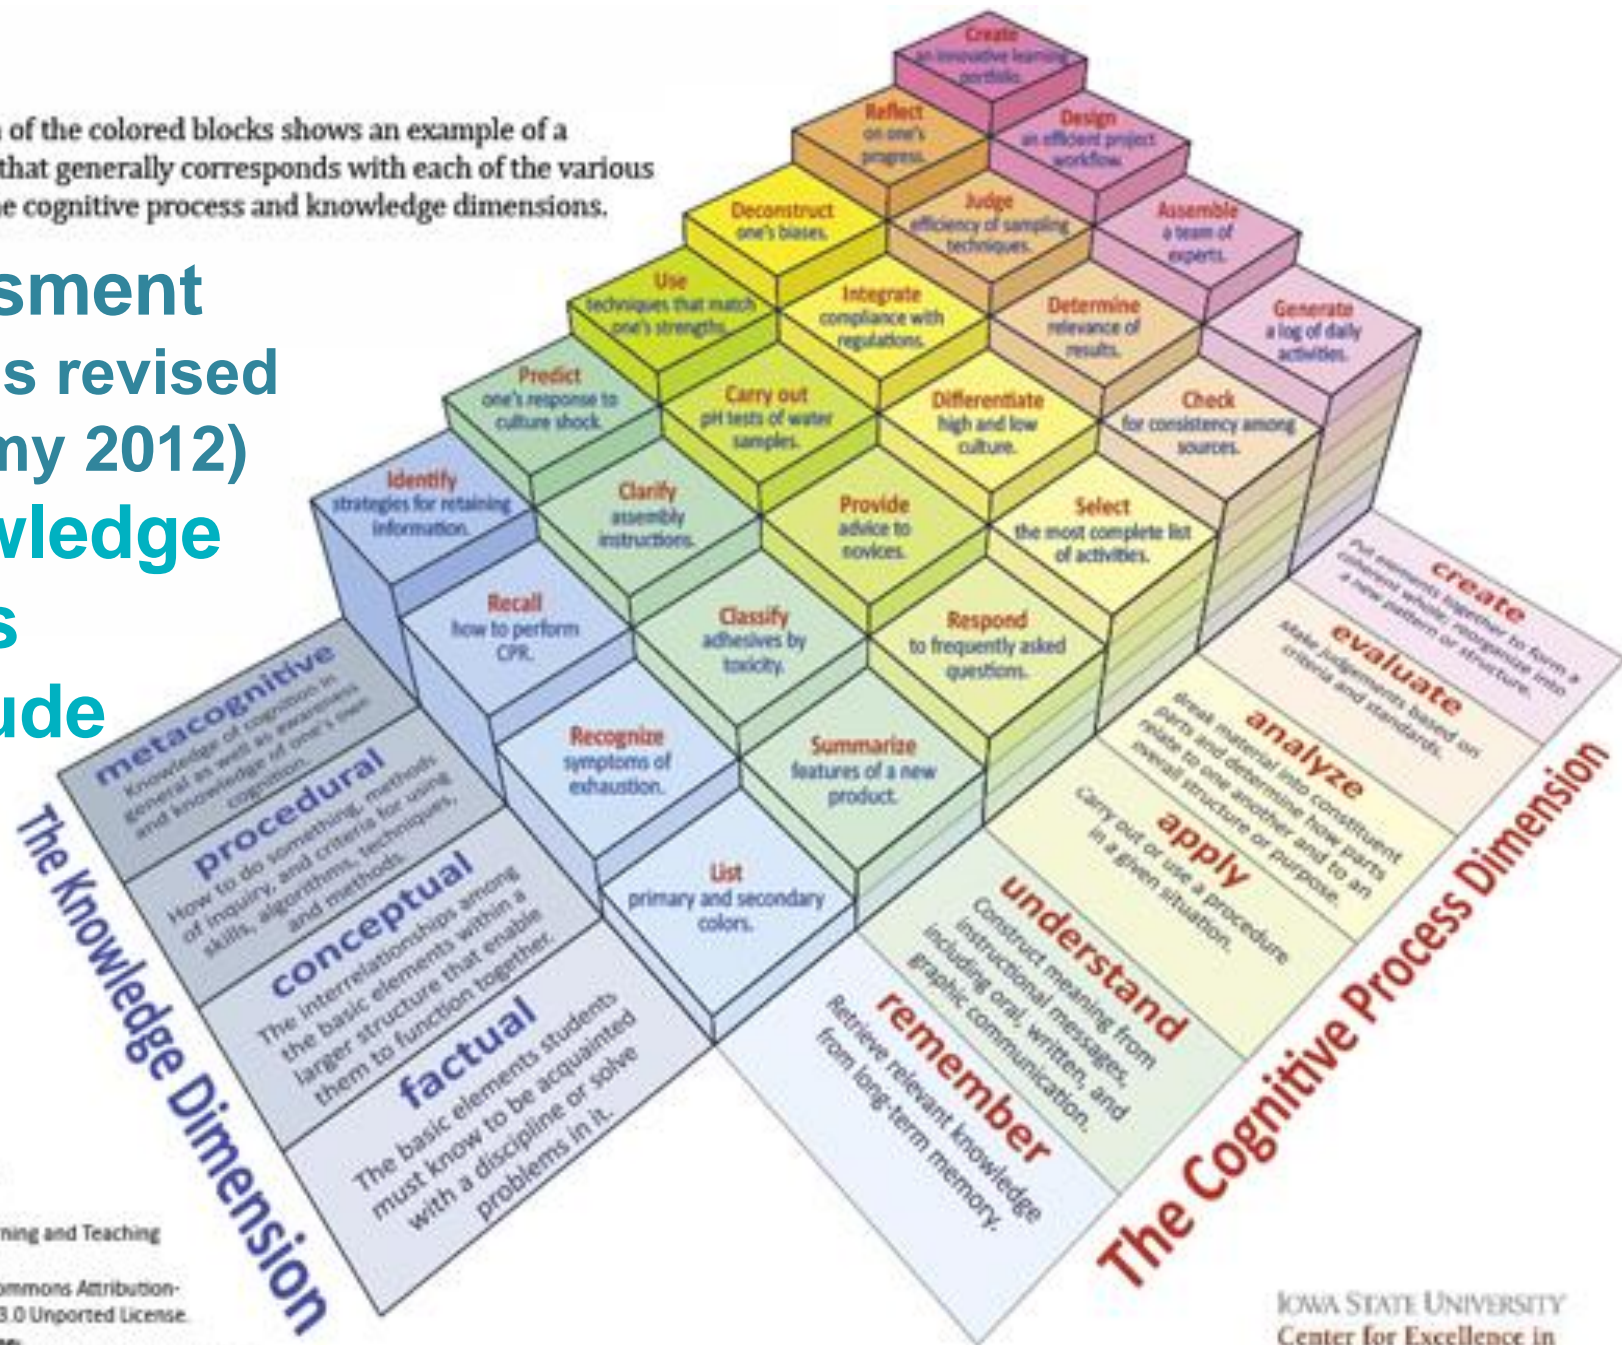 of the colored blocks shows an example of a
that generally corresponds with each of the various
e cognitive process and knowledge dimensions.
sment
s revised
my 2012)
wledge
s
ude
Create
an innovative learning
portfolio.
Reflect
on one's
progress.
Design
an efficient project
workflow.
Deconstruct
one's biases.
Judge
efficiency of sampling
techniques.
Assemble
a team of
experts.
Use
techniques that match
one's strengths.
Integrate
compliance with
regulations.
Determine
relevance of
results.
Generate
a log of daily
activities.
Predict
one's response to
culture shock.
Carry out
pH tests of water
samples.
Differentiate
high and low
culture.
Check
for consistency among
sources.
Identify
strategies for retaining
information.
Clarify
assembly
instructions.
Provide
advice to
novices.
Select
the most complete list
of activities.
Recall
how to perform
CPR.
Classify
adhesives by
toxicity.
Respond
to frequently asked
questions.
Recognize
symptoms of
exhaustion.
Summarize
features of a new
product.
List
primary and secondary
colors.
The Knowledge Dimension
metacognitive
Knowledge of cognition in
general as well as awareness
and knowledge of one's own
cognition.
procedural
How to do something, methods
of inquiry, and criteria for using
skills, algorithms, techniques,
and methods.
conceptual
The interrelationships among
the basic elements within a
larger structure that enable
them to function together.
factual
The basic elements students
must know to be acquainted
with a discipline or solve
problems in it.
The Cognitive Process Dimension
create
Put elements together to form a
coherent whole; reorganize into
a new pattern or structure.
evaluate
Make judgements based on
criteria and standards.
analyze
Break material into constituent
parts and determine how parts
relate to one another and to an
overall structure or purpose.
apply
Carry out or use a procedure
in a given situation.
understand
Construct meaning from
instructional messages,
including oral, written, and
graphic communication.
remember
Retrieve relevant knowledge
from long-term memory.
ning and Teaching
ommons Attribution-
3.0 Unported License.
IOWA STATE UNIVERSITY
Center for Excellence in